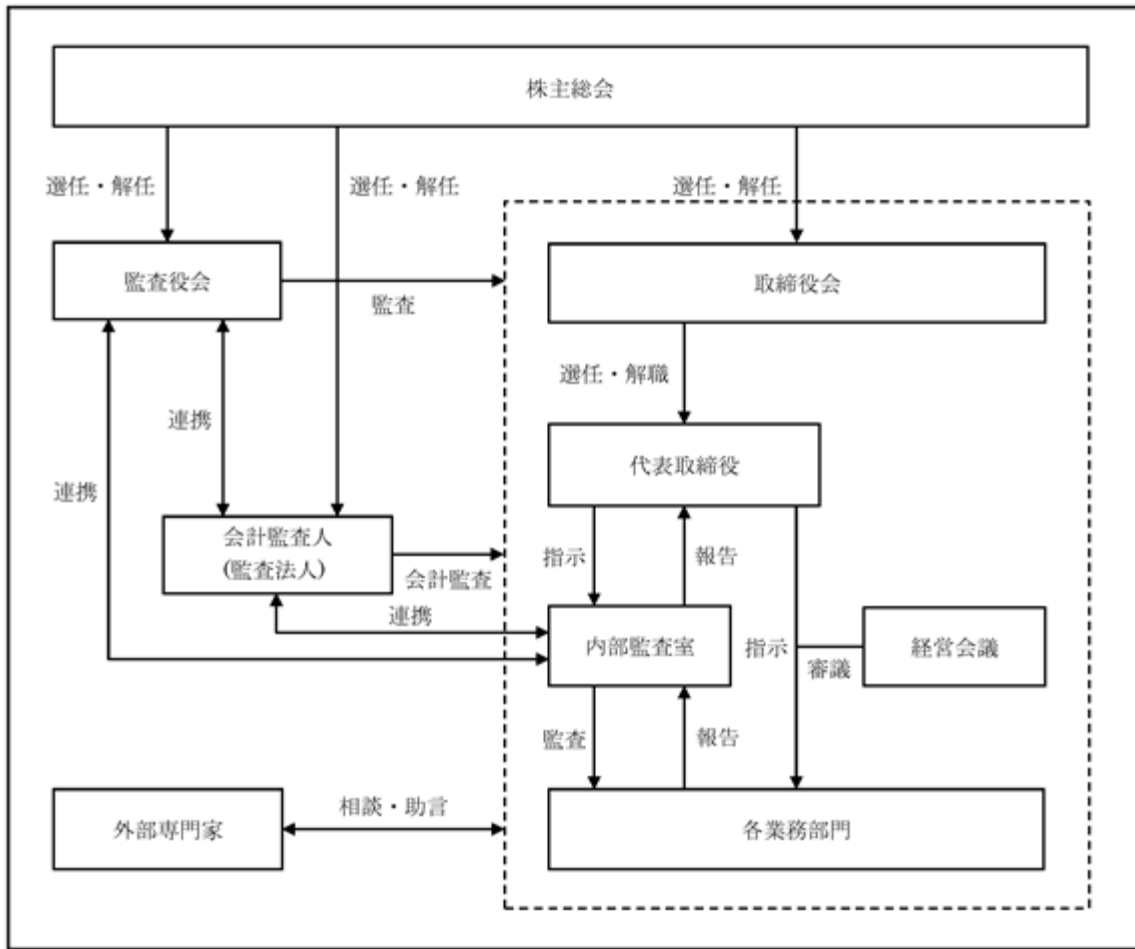 株主総会
選任・解任
選任・解任
選任・解任
監査役会
監査
取締役会
選任・解職
連携
連携
代表取締役
会計監査人
(監査法人)
会計監査
指示
報告
連携
内部監査室
指示
審議
経営会議
監査
報告
外部専門家
相談・助言
各業務部門